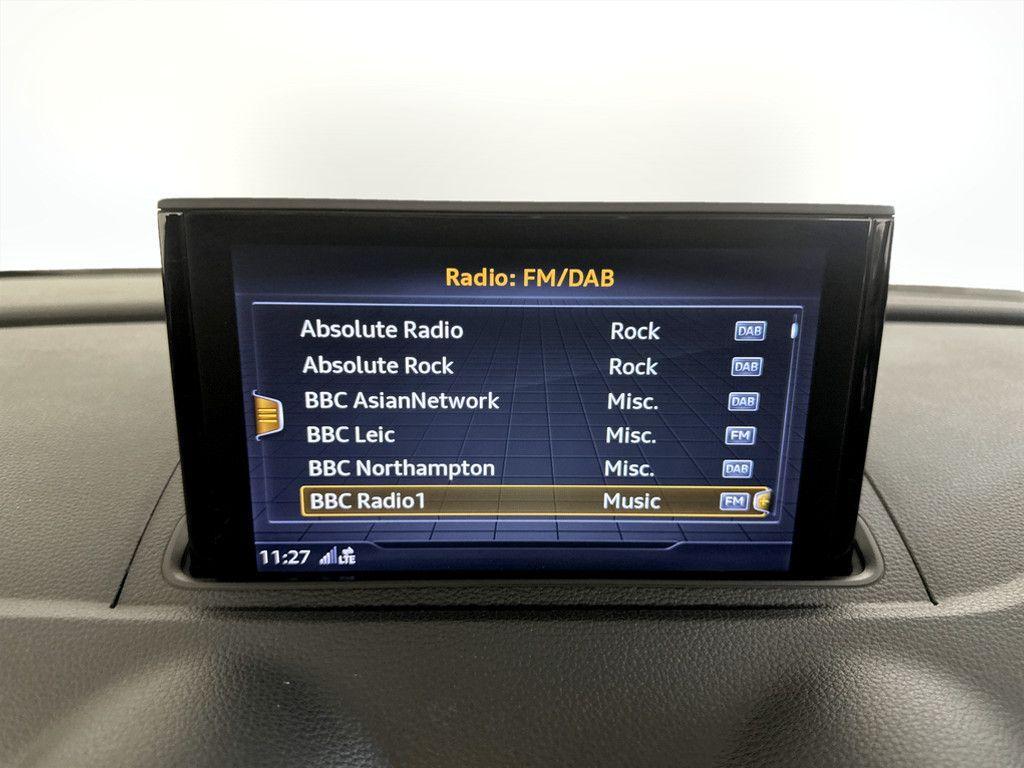 Radio: FM/DAB
Absolute Radio Rock DAB
Absolute Rock Rock DAB
BBC AsianNetwork Misc. DAB
BBC Leic Misc. FM
BBC Northampton Misc. DAB
BBC Radio1 Music FM
11:27 LTE